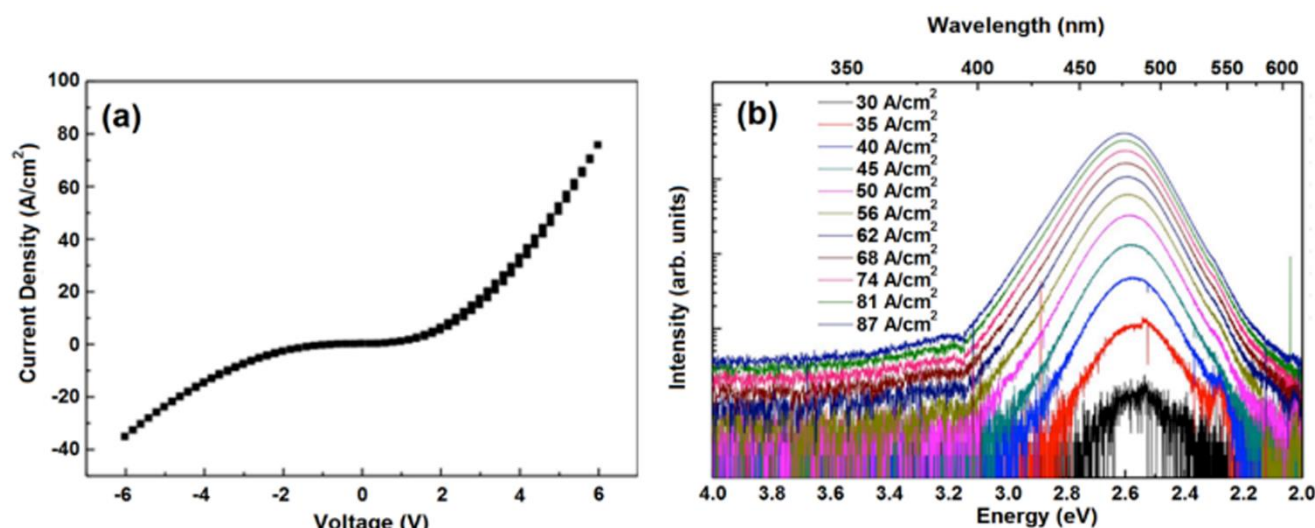 (a)
100
80
60
40
20
0
-20
-40
-6 -4 -2 0 2 4 6
Current Density (A/cm²)
Voltage (V)
Wavelength (nm)
350 400 450 500 550 600
(b)
30 A/cm²
35 A/cm²
40 A/cm²
45 A/cm²
50 A/cm²
56 A/cm²
62 A/cm²
68 A/cm²
74 A/cm²
81 A/cm²
87 A/cm²
Intensity (arb. units)
4.0 3.8 3.6 3.4 3.2 3.0 2.8 2.6 2.4 2.2 2.0
Energy (eV)